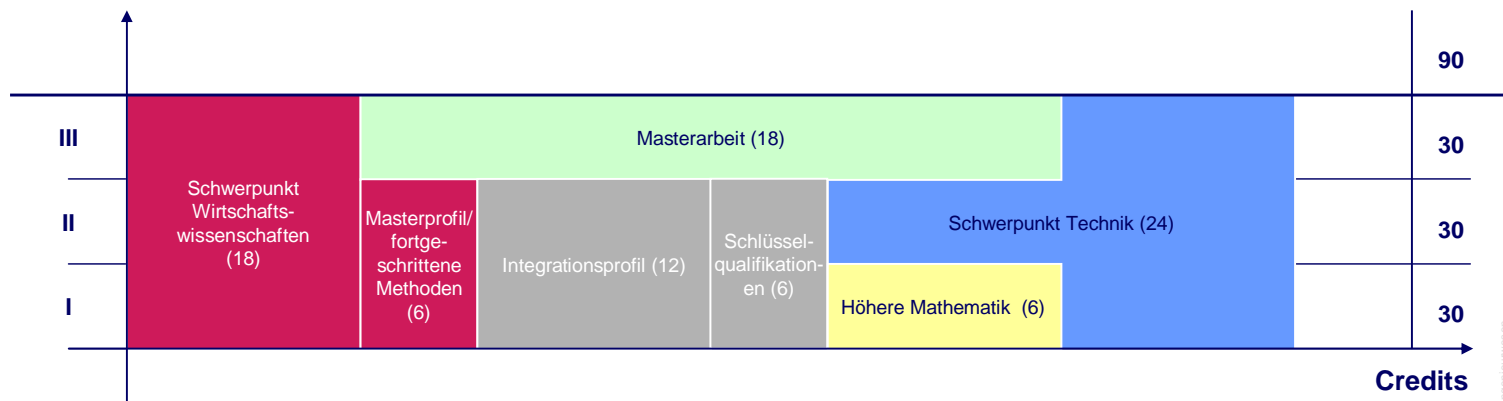 90
III
Masterarbeit (18)
30
Schwerpunkt
Wirtschafts-
wissenschaften
(18)
II
Masterprofil/
fortge-
schrittene
Methoden
(6)
Integrationsprofil (12)
Schlüssel-
qualifikation-
en (6)
Schwerpunkt Technik (24)
30
I
Höhere Mathematik (6)
30
Credits